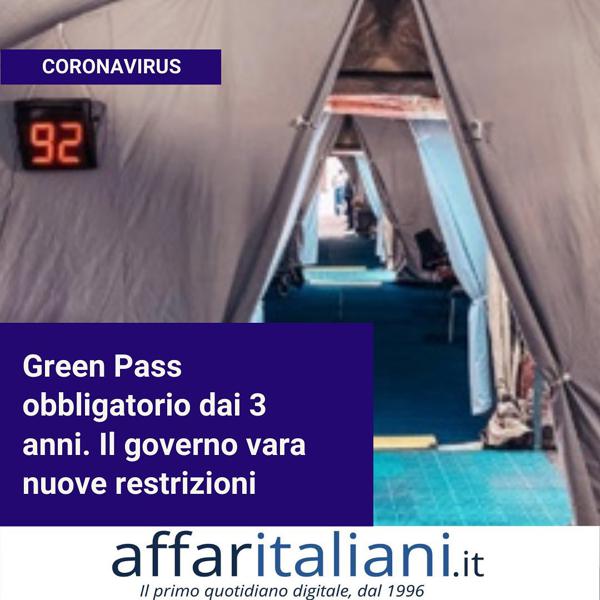 CORONAVIRUS
92
Green Pass
obbligatorio dai 3
anni. Il governo vara
nuove restrizioni
affaritaliani.it
Il primo quotidiano digitale, dal 1996